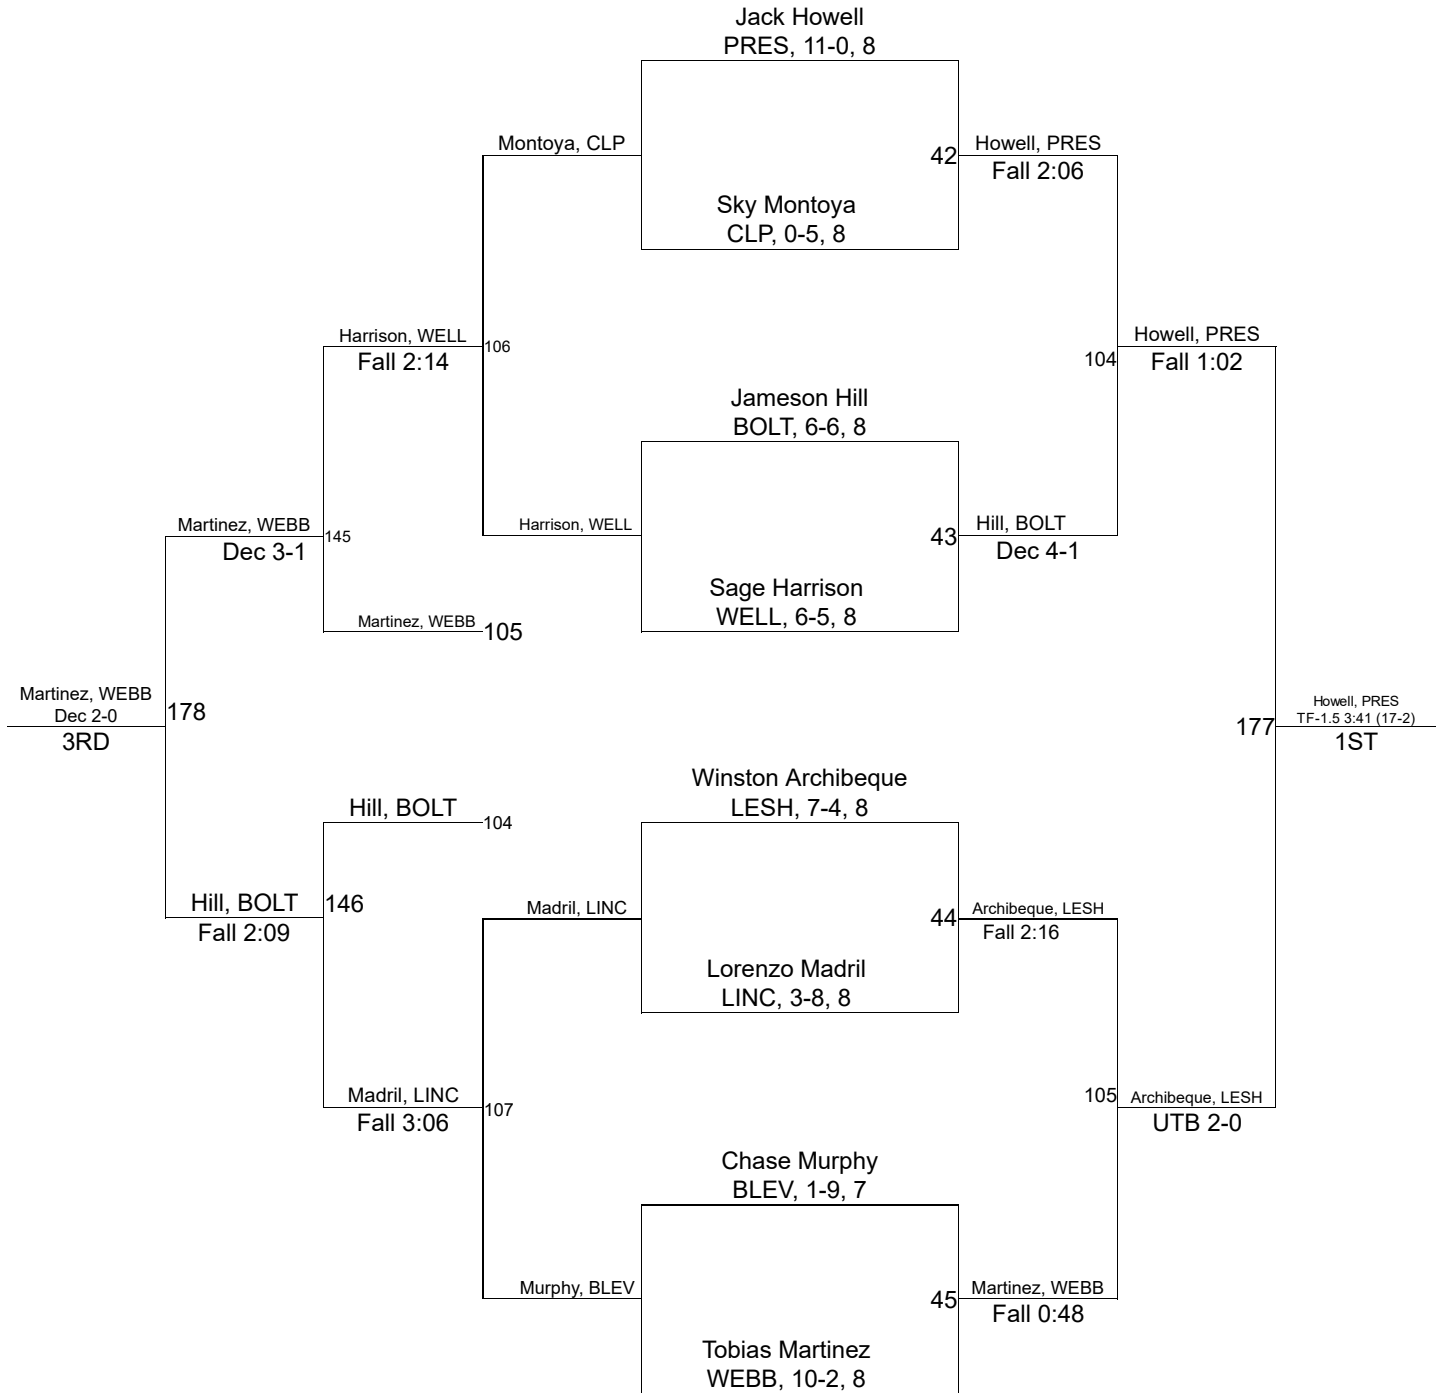 Jack Howell
PRES, 11-0, 8
Montoya, CLP
42
Howell, PRES
Fall 2:06
Sky Montoya
CLP, 0-5, 8
Harrison, WELL
Fall 2:14
106
104
Howell, PRES
Fall 1:02
Jameson Hill
BOLT, 6-6, 8
Martinez, WEBB
Dec 3-1
145
Harrison, WELL
43
Hill, BOLT
Dec 4-1
Sage Harrison
WELL, 6-5, 8
Martinez, WEBB
105
Martinez, WEBB
Dec 2-0
3RD
178
177
Howell, PRES
TF-1.5 3:41 (17-2)
1ST
Winston Archibeque
LESH, 7-4, 8
Hill, BOLT
104
Hill, BOLT
Fall 2:09
146
Madril, LINC
44
Archibeque, LESH
Fall 2:16
Lorenzo Madril
LINC, 3-8, 8
Madril, LINC
Fall 3:06
107
105
Archibeque, LESH
UTB 2-0
Chase Murphy
BLEV, 1-9, 7
Murphy, BLEV
45
Martinez, WEBB
Fall 0:48
Tobias Martinez
WEBB, 10-2, 8